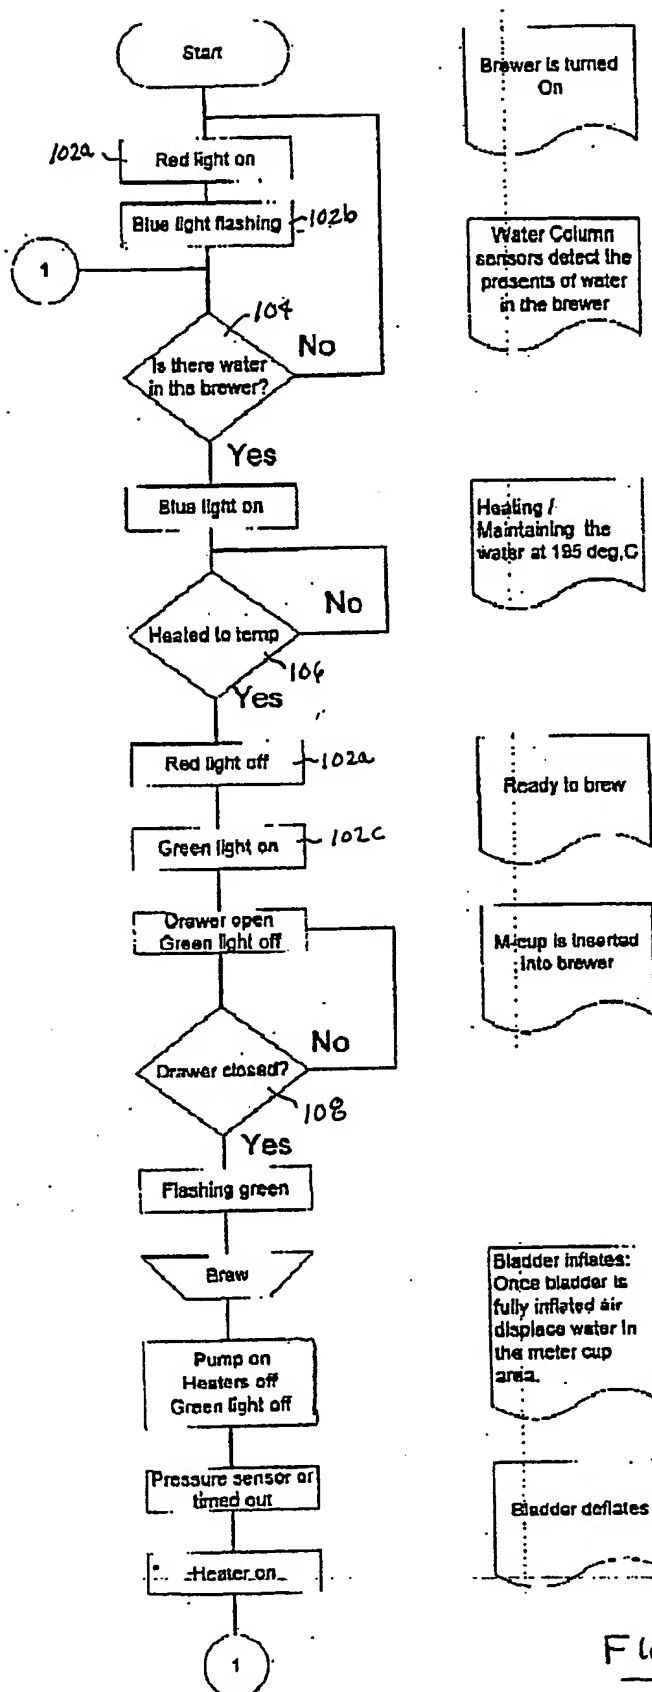 Start
Brewer is turned
On
102a
Red light on
Blue light flashing
102b
1
Water Column
sensors detect the
presents of water
in the brewer
104
Is there water
in the brewer?
No
Yes
Blue light on
Heating /
Maintaining the
water at 195 deg,C
No
Heated to temp
106
Yes
Red light off
102a
Ready to brew
Green light on
102c
Drawer open
Green light off
M-cup is inserted
into brewer
No
Drawer closed?
108
Yes
Flashing green
Brew
Bladder inflates:
Once bladder is
fully inflated air
displace water in
the meter cup
area.
Pump on
Heaters off
Green light off
Pressure sensor or
timed out
Bladder deflates
Heater on
1